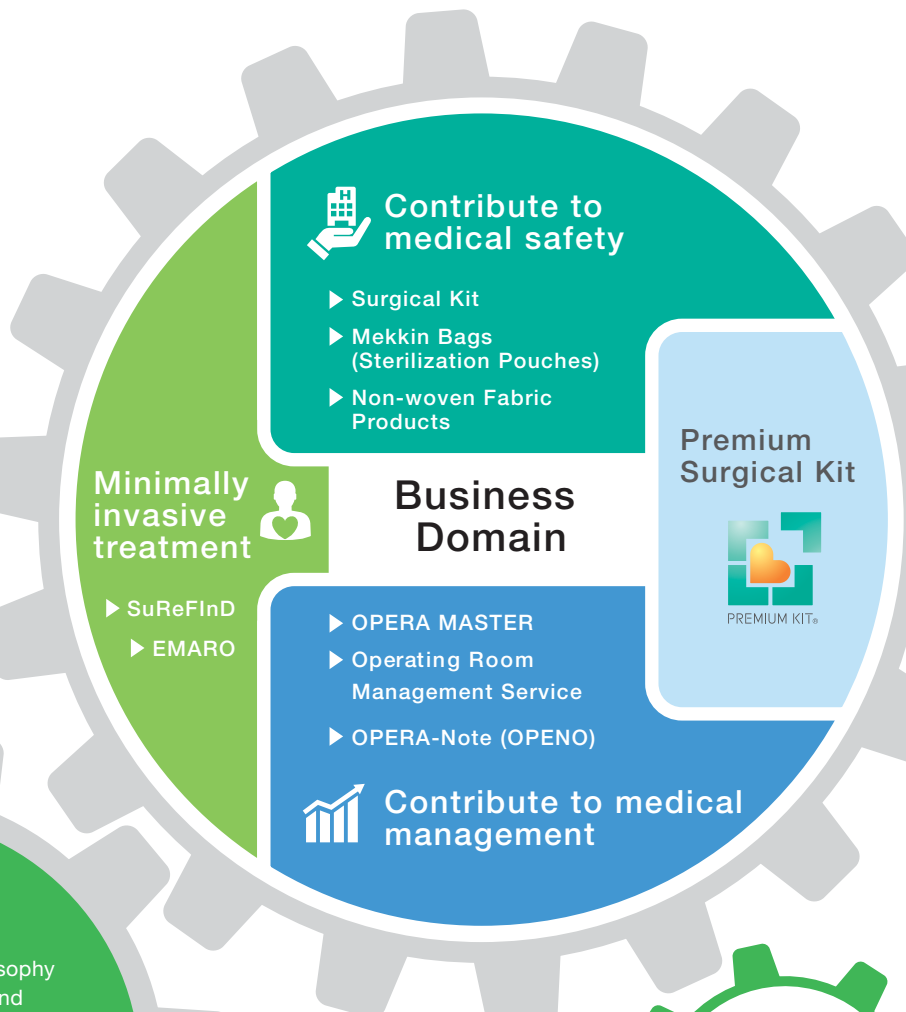 Contribute to
medical safety
Surgical Kit
Mekkin Bags
(Sterilization Pouches)
Non-woven Fabric
Products
Premium
Surgical Kit
PREMIUM KIT®
Minimally
invasive
treatment
SuReFInD
EMARO
Business
Domain
OPERA MASTER
Operating Room
Management Service
OPERA-Note (OPENO)
Contribute to medical
management